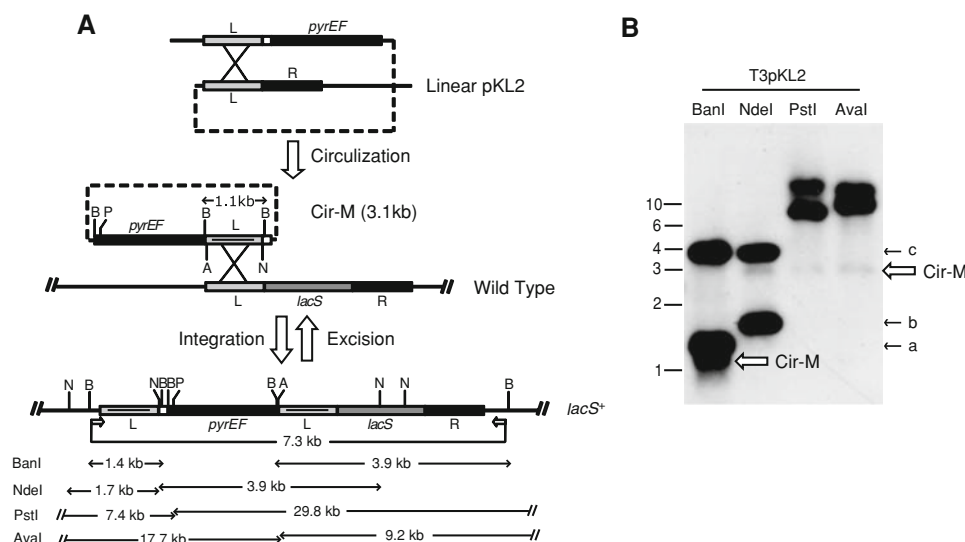 A
L
pyrEF
R
Linear pKL2
L
Circulization
1.1kb
Cir-M (3.1kb)
B P
pyrEF
B
L
B
A
N
Wild Type
L
lacS
R
Integration
Excision
N B
NBBP
B A
N N
B
lacS+
L
pyrEF
L
lacS
R
7.3 kb
BanI
1.4 kb
3.9 kb
NdeI
1.7 kb
3.9 kb
PstI
7.4 kb
29.8 kb
AvaI
17.7 kb
9.2 kb
B
T3pKL2
BanI NdeI PstI AvaI
10
6
4
3
2
1
c
Cir-M
b
a
Cir-M